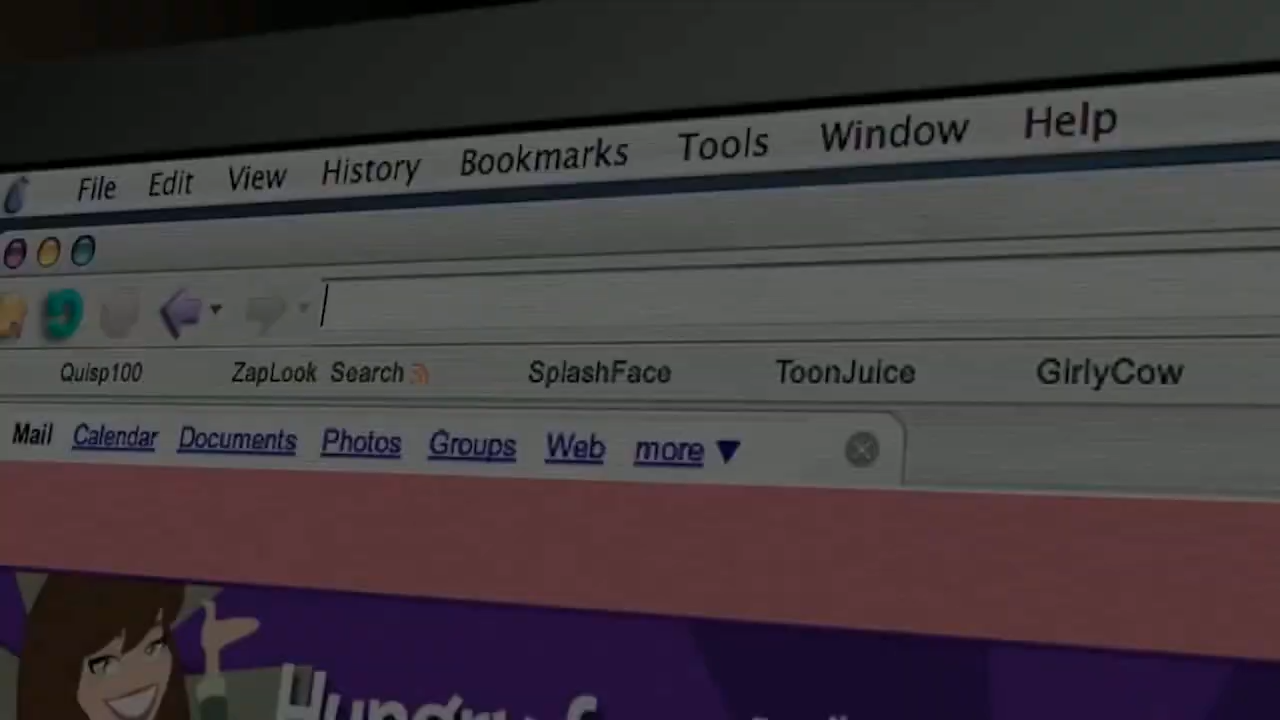 File Edit View History Bookmarks Tools Window Help
Quisp100 ZapLook Search SplashFace ToonJuice GirlyCow
Mail Calendar Documents Photos Groups Web more
Hungry